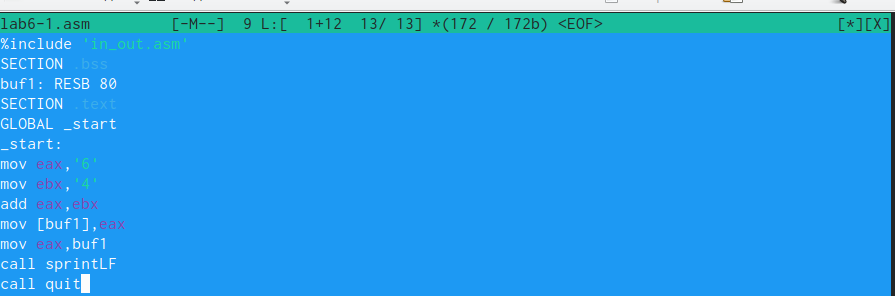 lab6-1.asm [-M--] 9 L:[ 1+12 13/ 13] *(172 / 172b) <EOF> [*][X]
%include 'in_out.asm'
SECTION .bss
buf1: RESB 80
SECTION .text
GLOBAL _start
_start:
mov eax,'6'
mov ebx,'4'
add eax,ebx
mov [buf1],eax
mov eax,buf1
call sprintLF
call quit